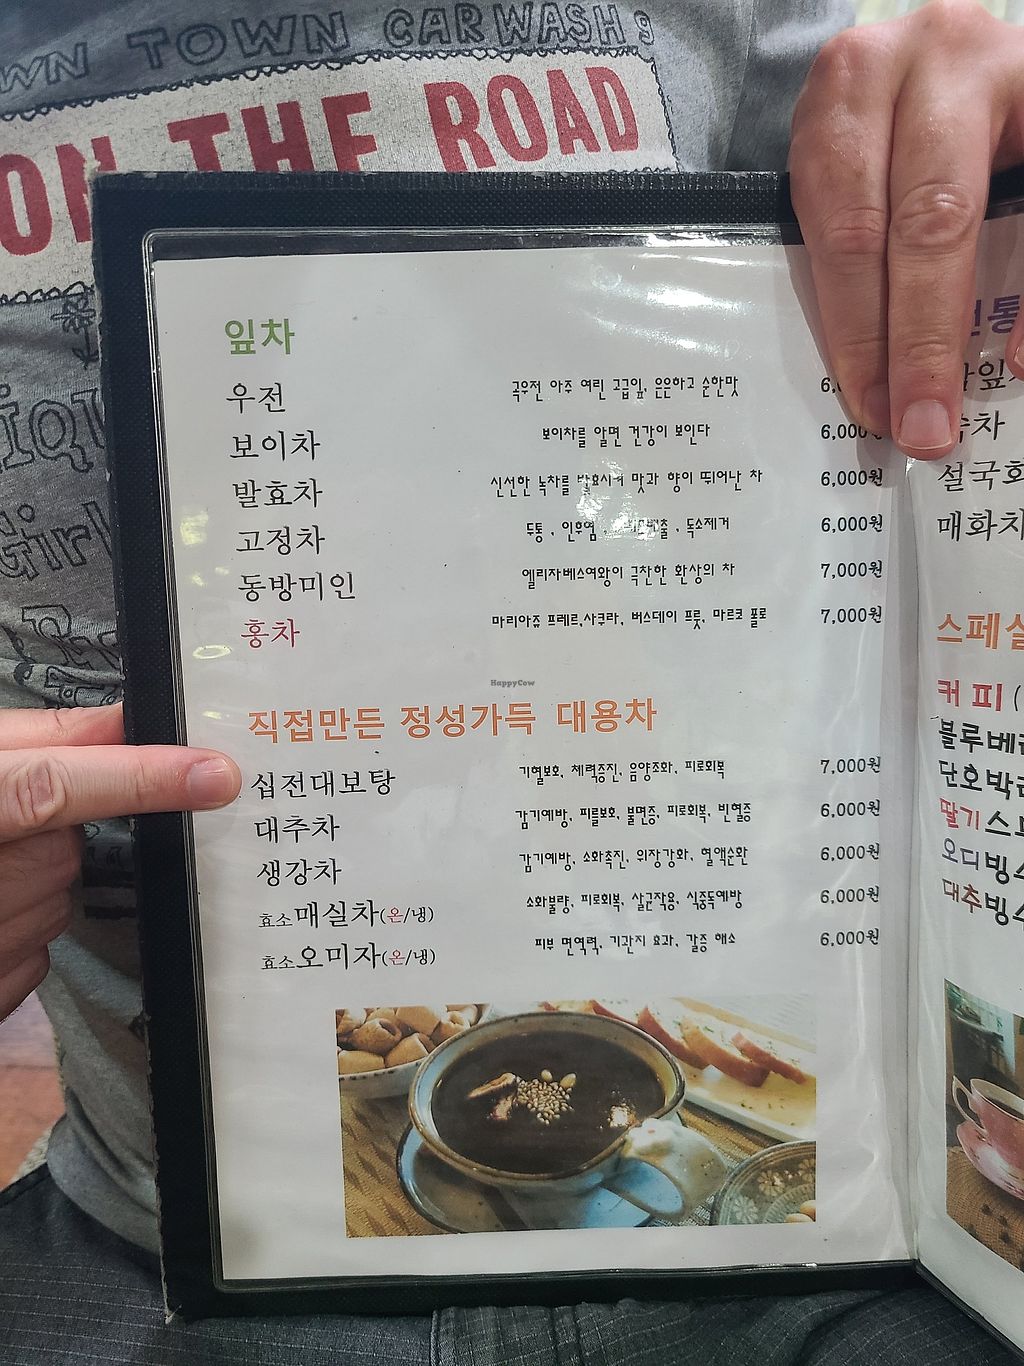 TOWN CARWASH
ON THE ROAD
Girl
잎차
우전 극우전 아주 여린 고급잎, 은은하고 순한맛
보이차 보이차를 알면 건강이 보인다 6,000원
발효차 신선한 녹차를 발효시켜 맛과 향이 뛰어난 차 6,000원
고정차 두통, 인후염, 독소제거 6,000원
동방미인 엘리자베스여왕이 극찬한 환상의 차 7,000원
홍차 마리아쥬 프레르,사쿠라, 버스데이 프룻, 마르코 폴로 7,000원
HappyCow
직접만든 정성가득 대용차
십전대보탕 기혈보호, 체력증진, 음양조화, 피로회복 7,000원
대추차 감기예방, 피를보호, 불면증, 피로회복, 빈혈증 6,000원
생강차 감기예방, 소화촉진, 위장강화, 혈액순환 6,000원
효소매실차(온/냉) 소화불량, 피로회복, 살균작용, 식중독예방 6,000원
효소오미자(온/냉) 피부 면역력, 기관지 효과, 갈증 해소 6,000원
설국화
매화차
스페셜
커피
블루베리
단호박
딸기스
오디빙
대추빙